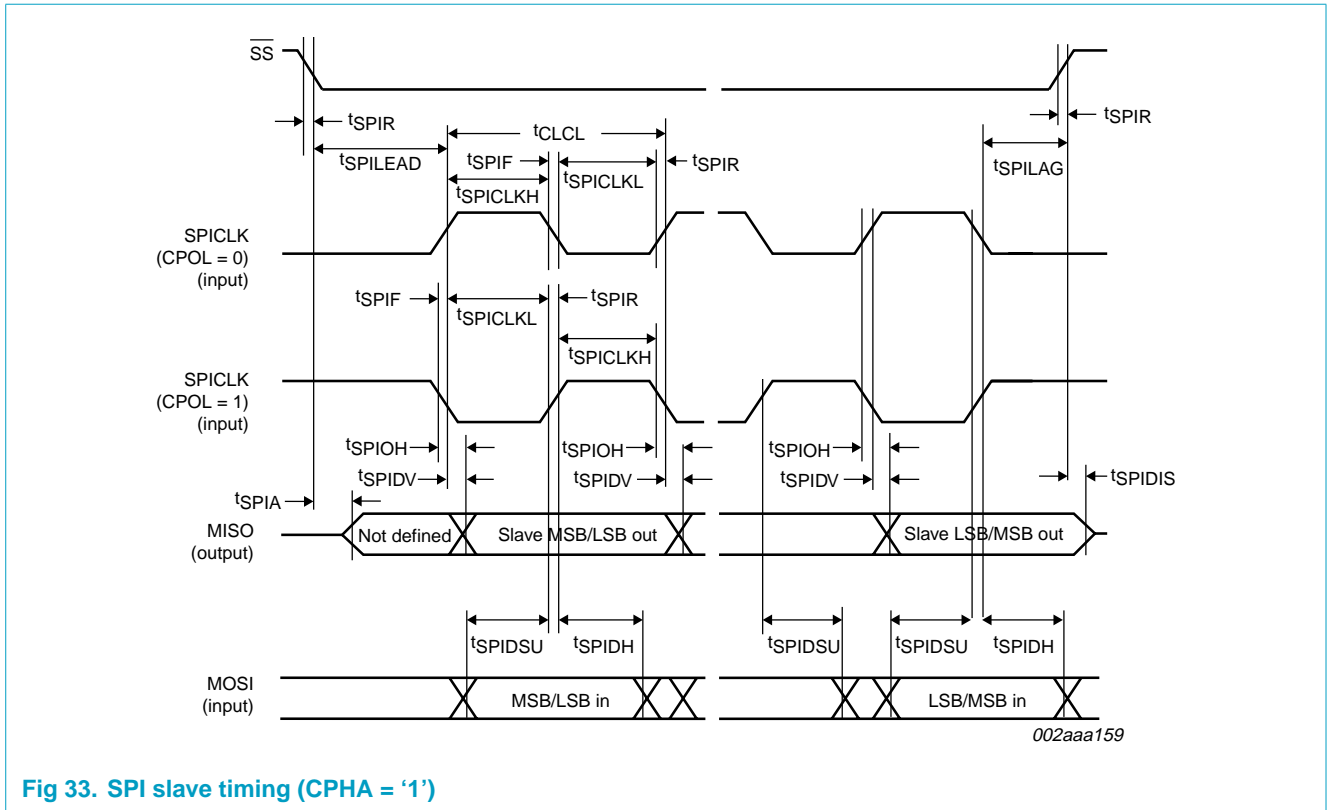 SS
tSPIR
tCLCL
tSPIR
tSPILEAD
tSPIF
tSPICLKL
tSPIR
tSPILAG
tSPICLKH
SPICLK
(CPOL = 0)
(input)
tSPIF
tSPICLKL
tSPIR
tSPICLKH
SPICLK
(CPOL = 1)
(input)
tSPIOH
tSPIOH
tSPIOH
tSPIDV
tSPIDV
tSPIDV
tSPIDIS
tSPIA
MISO
(output)
Not defined
Slave MSB/LSB out
Slave LSB/MSB out
tSPIDSU
tSPIDH
tSPIDSU
tSPIDSU
tSPIDH
MOSI
(input)
MSB/LSB in
LSB/MSB in
002aaa159
Fig 33. SPI slave timing (CPHA = ‘1’)